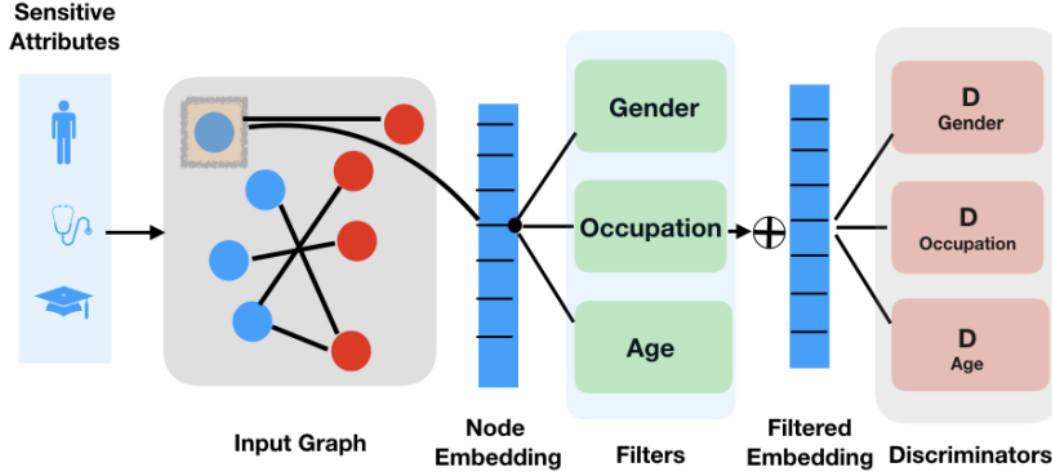 Sensitive
Attributes
Gender
Occupation
Age
D
Gender
D
Occupation
D
Age
Input Graph
Node
Embedding
Filters
Filtered
Embedding
Discriminators